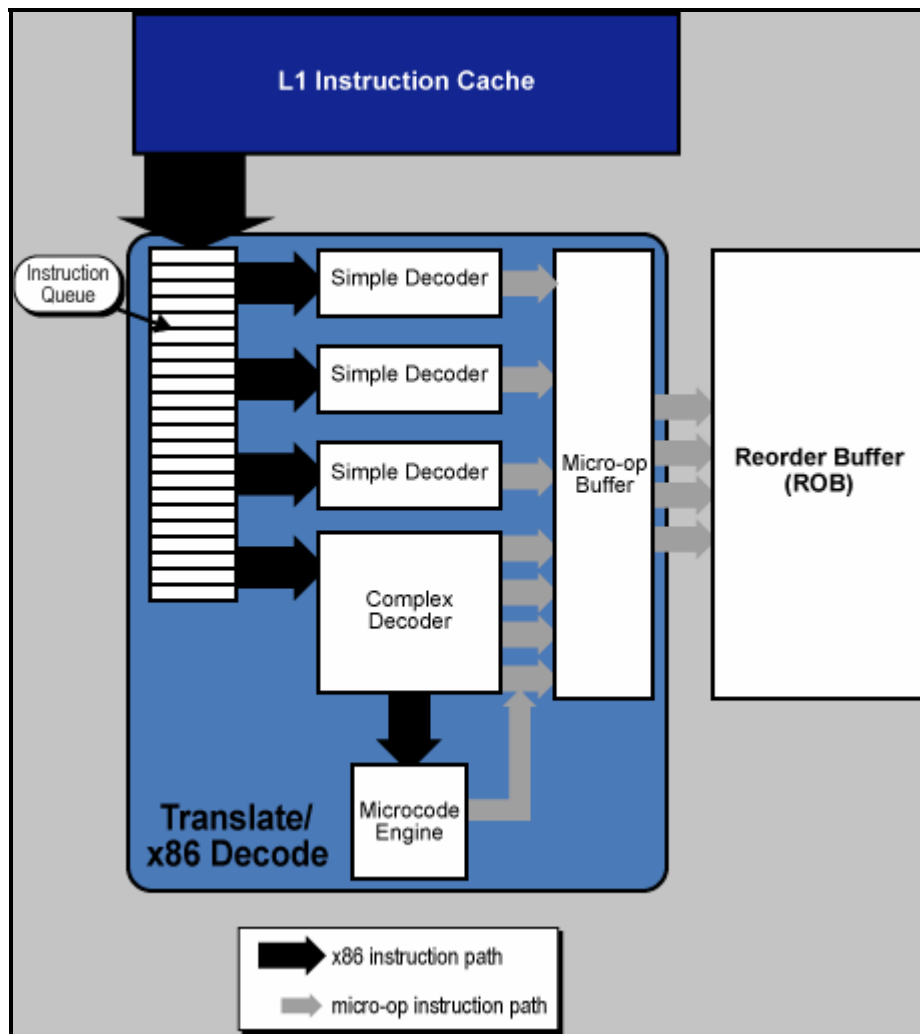 L1 Instruction Cache
Instruction
Queue
Simple Decoder
Simple Decoder
Simple Decoder
Complex
Decoder
Micro-op
Buffer
Reorder Buffer
(ROB)
Microcode
Engine
Translate/
x86 Decode
x86 instruction path
micro-op instruction path